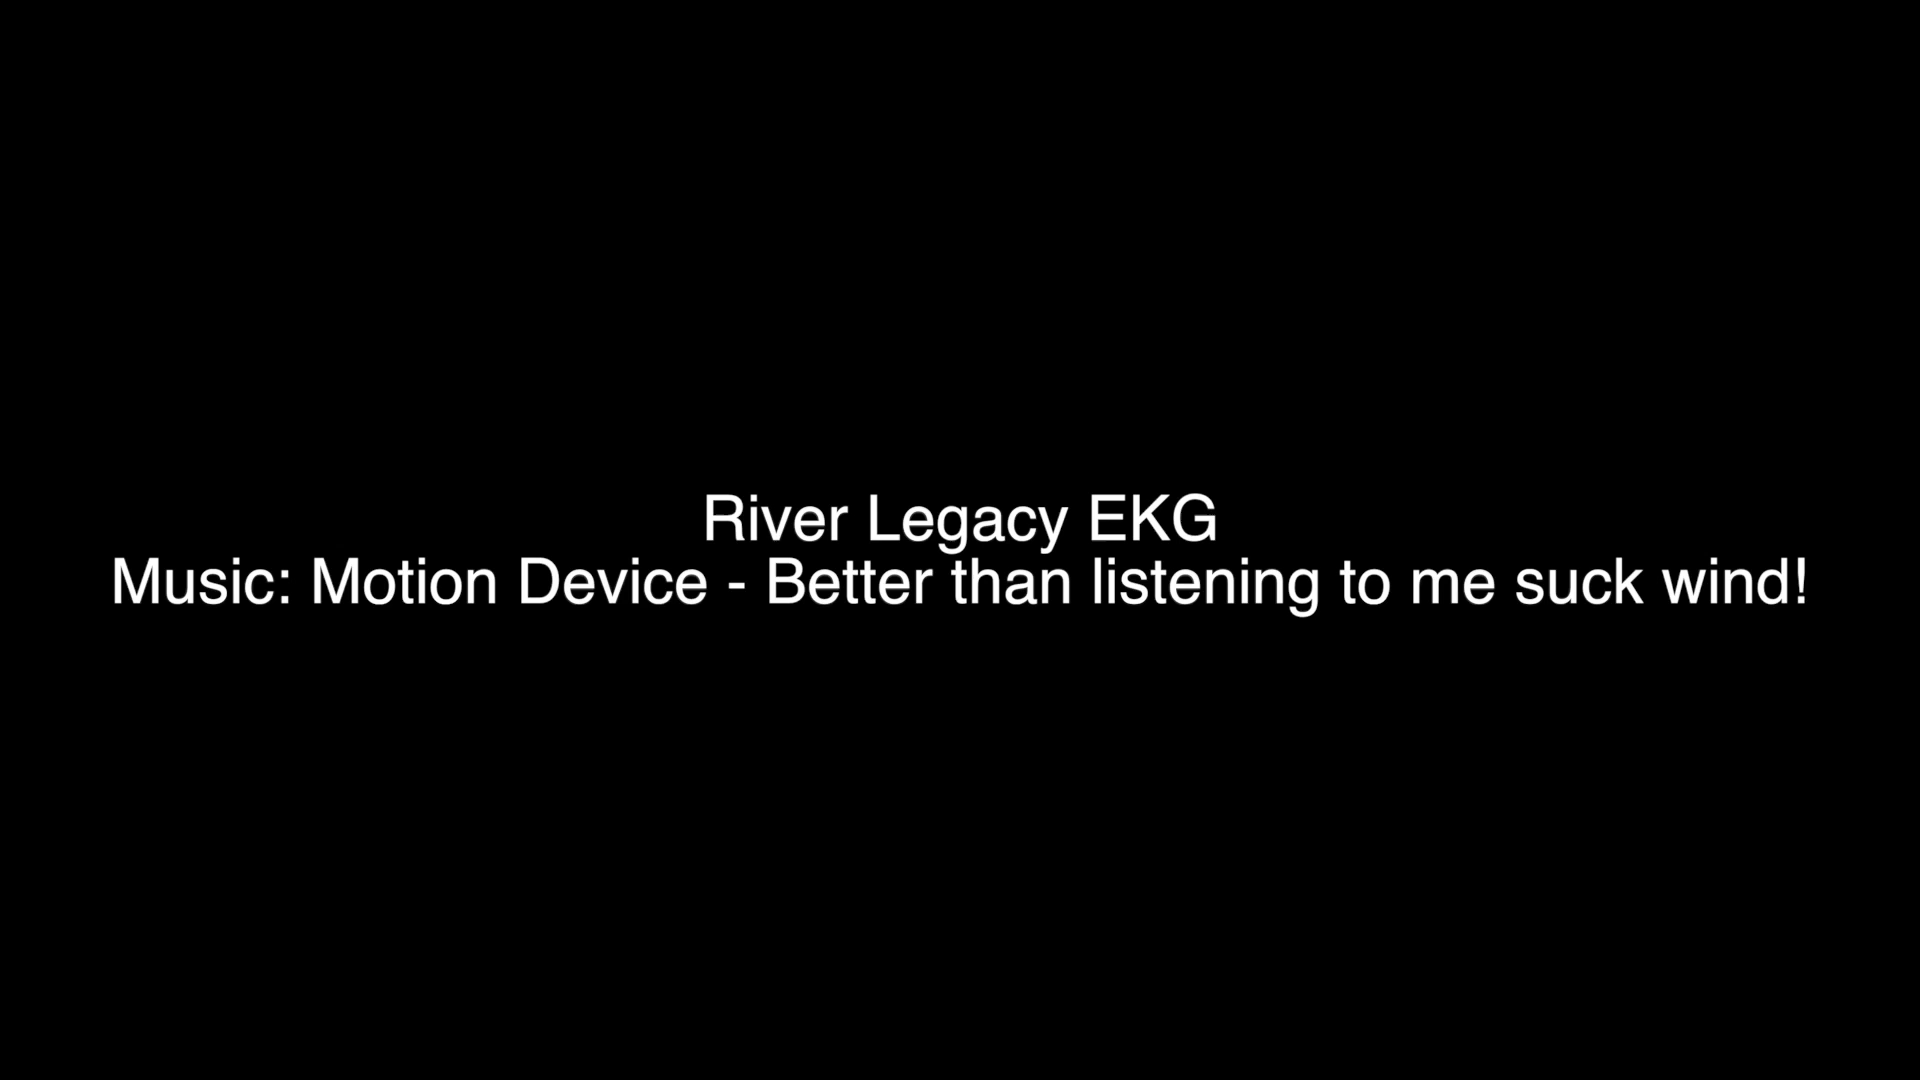 River Legacy EKG
Music: Motion Device - Better than listening to me suck wind!